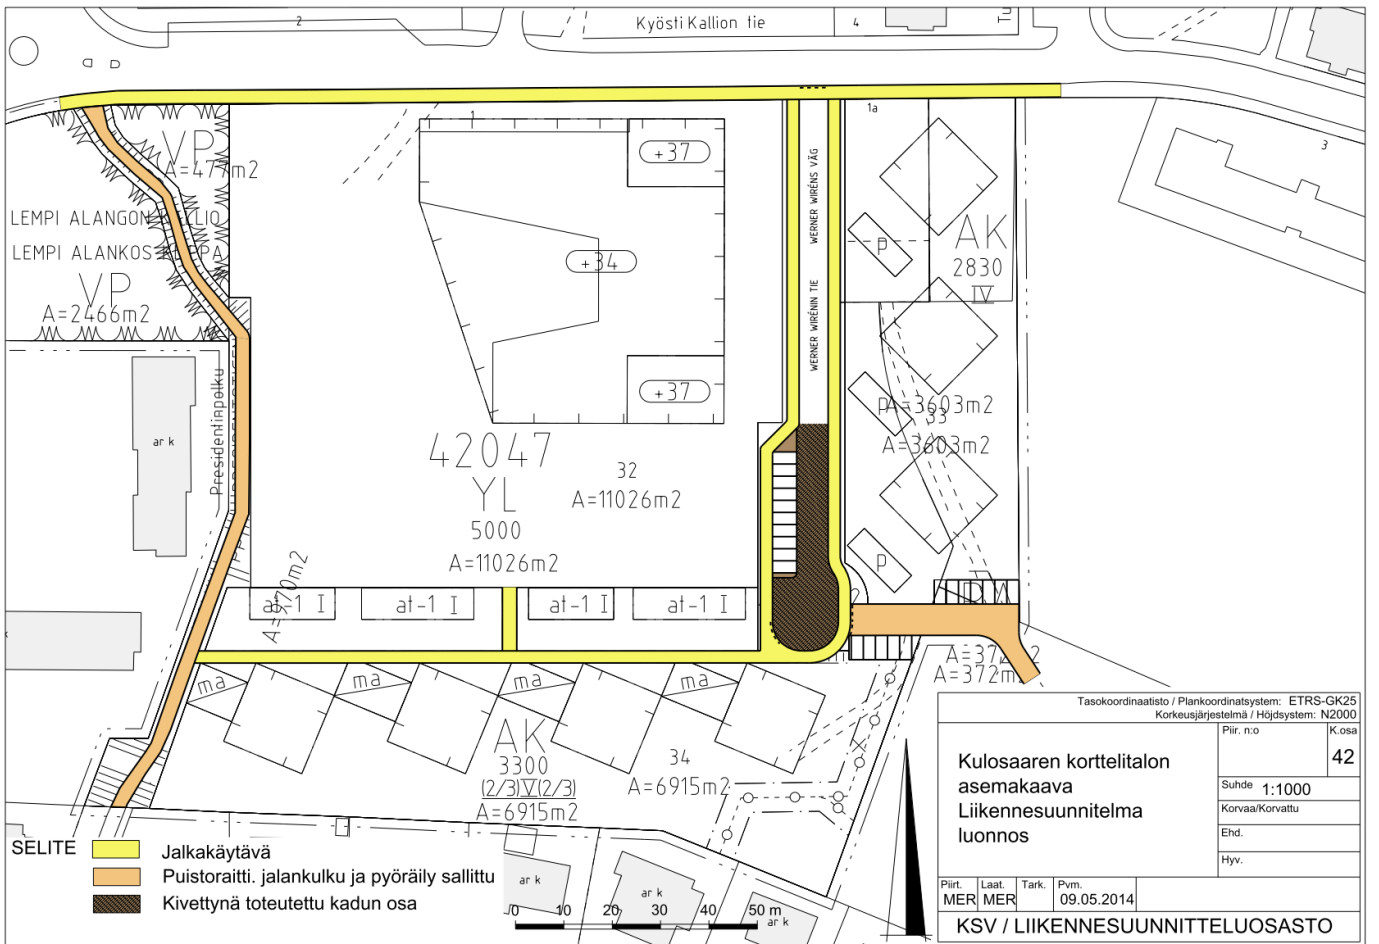 2
Kyösti Kallion tie
4
Tu
1
1a
3
VP
A=477m2
+37
WERNER WIRÉNS VÄG
LEMPI ALANGON
LEMPI ALANKOS
AK
2830
IV
p
+34
VP
A=2466m2
WERNER WIRÉNIN TIE
+37
Presidentinpolku
ar k
p
A=3603m2
33
A=3603m2
42047
YL
5000
A=11026m2
32
A=11026m2
p
A=970m2
at-1 I
at-1 I
at-1 I
at-1 I
A=372m2
A=372m2
ma
ma
ma
ma
AK
3300
(2/3)V(2/3)
A=6915m2
34
A=6915m2
SELITE
Jalkakäytävä
Puistoraitti. jalankulku ja pyöräily sallittu
Kivettynä toteutettu kadun osa
ar k
ar k
ar k
0 10 20 30 40 50 m
Tasokoordinaatisto / Plankoordinatsystem: ETRS-GK25
Korkeusjärjestelmä / Höjdsystem: N2000
Kulosaaren korttelitalon
asemakaava
Liikennesuunnitelma
luonnos
Piir. n:o
K.osa
42
Suhde 1:1000
Korvaa/Korvattu
Ehd.
Hyv.
Piirt. Laat. Tark. Pvm.
MER MER 09.05.2014
KSV / LIIKENNESUUNNITTELUOSASTO